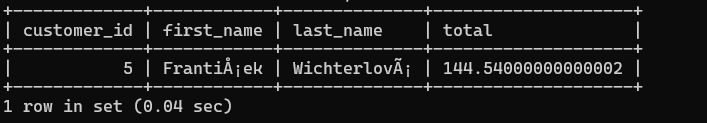 +-------------+------------+---------------+--------------------+
| customer_id | first_name | last_name     | total              |
+-------------+------------+---------------+--------------------+
|           5 | FrantiÅ¡ek | WichterlovÃ¡ | 144.54000000000002 |
+-------------+------------+---------------+--------------------+
1 row in set (0.04 sec)